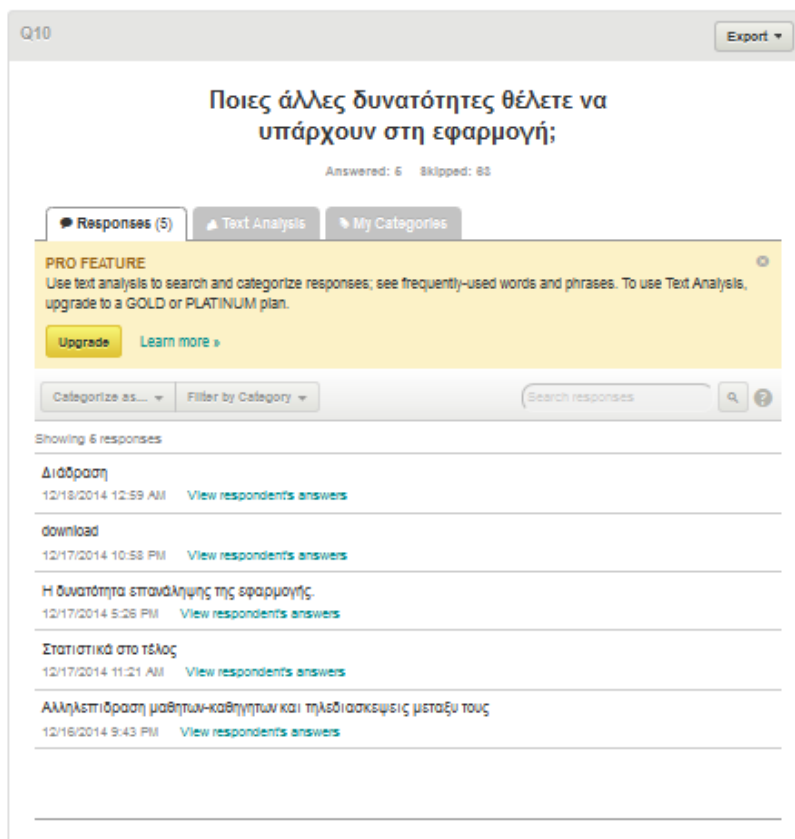 Q10
Export
Ποιες άλλες δυνατότητες θέλετε να
υπάρχουν στη εφαρμογή;
Answered: 5 Skipped: 63
Responses (5) Text Analysis My Categories
PRO FEATURE
Use text analysis to search and categorize responses; see frequently-used words and phrases. To use Text Analysis,
upgrade to a GOLD or PLATINUM plan.
Upgrade Learn more »
Categorize as... Filter by Category Search responses
Showing 5 responses
Διάδραση
12/18/2014 12:59 AM View respondent's answers
download
12/17/2014 10:58 PM View respondent's answers
Η δυνατότητα επανάληψης της εφαρμογής.
12/17/2014 5:26 PM View respondent's answers
Στατιστικά στο τέλος
12/17/2014 11:21 AM View respondent's answers
Αλληλεπιδραση μαθητων-καθηγητων και τηλεδιασκεψεις μεταξυ τους
12/16/2014 9:43 PM View respondent's answers